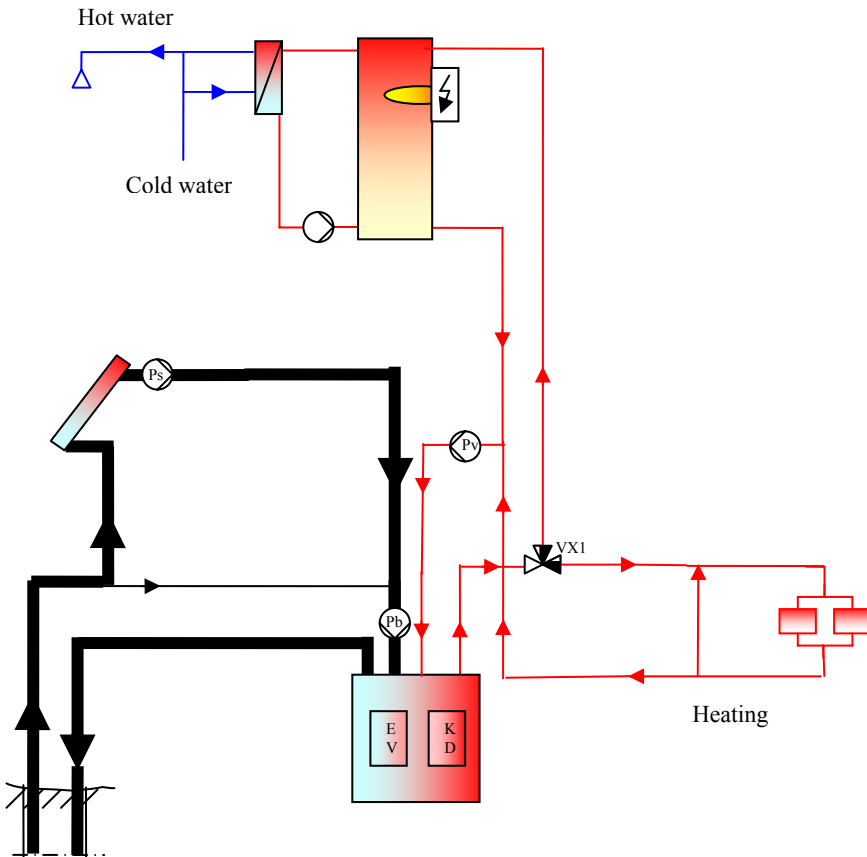 Hot water
Cold water
Ps
Pv
VX1
Pb
E
V
K
D
Heating